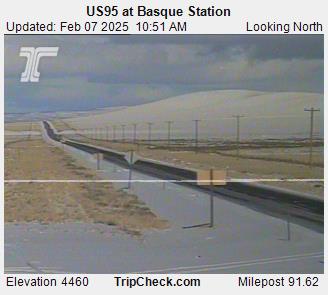 US95 at Basque Station
Updated: Feb 07 2025 10:51 AM Looking North
Elevation 4460 TripCheck.com Milepost 91.62